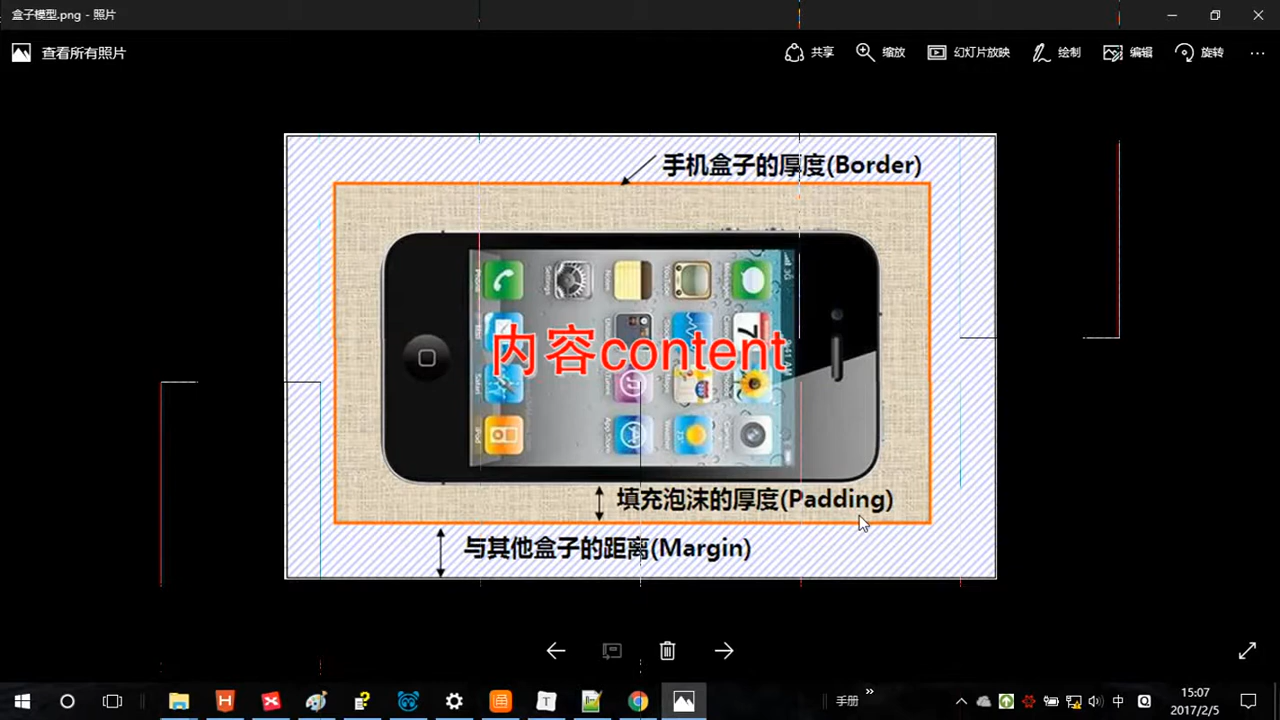 盒子模型.png - 照片
查看所有照片
共享
缩放
幻灯片放映
绘制
编辑
旋转
手机盒子的厚度(Border)
内容content
填充泡沫的厚度(Padding)
与其他盒子的距离(Margin)
手册
中
15:07
2017/2/5